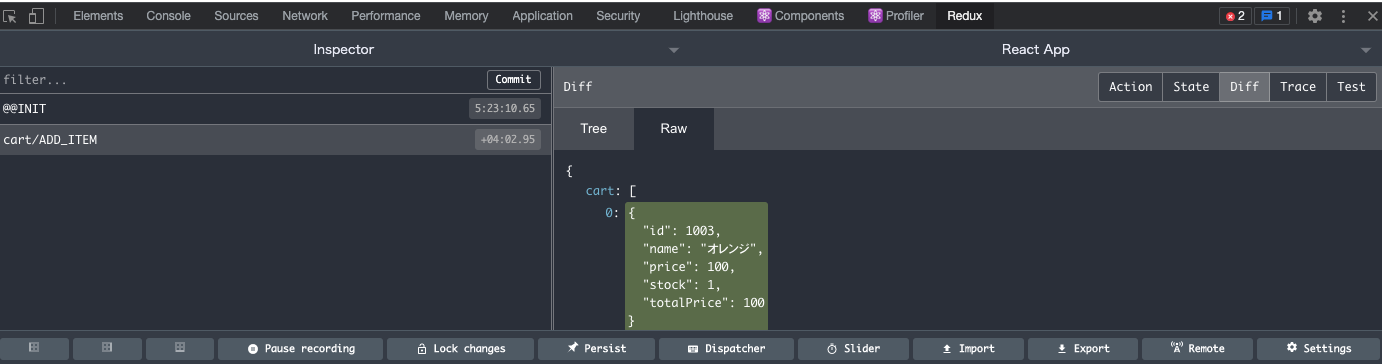 Elements Console Sources Network Performance Memory Application Security Lighthouse Components Profiler Redux 2 1
Inspector React App
filter... Commit
@@INIT 5:23:10.65
cart/ADD_ITEM +04:02.95
Diff Action State Diff Trace Test
Tree Raw
{
cart: [
0: {
"id": 1003,
"name": "オレンジ",
"price": 100,
"stock": 1,
"totalPrice": 100
}
Pause recording Lock changes Persist Dispatcher Slider Import Export Remote Settings